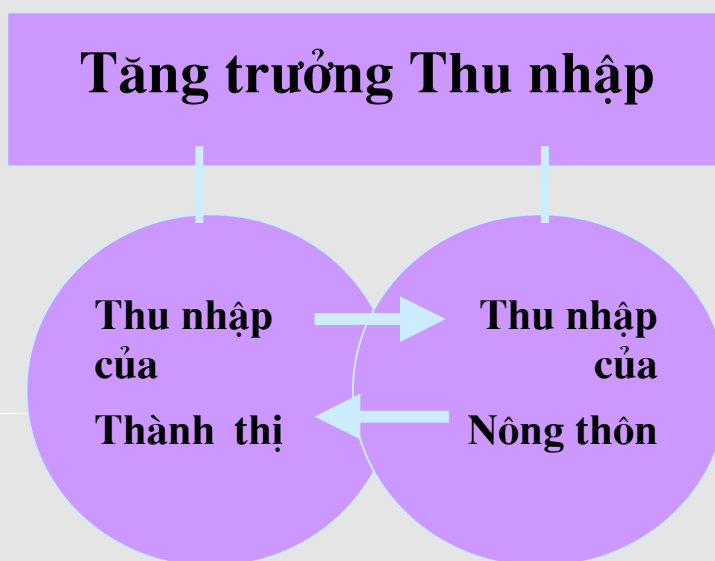 Tăng trưởng Thu nhập
Thu nhập
của
Thành thị
Thu nhập
của
Nông thôn